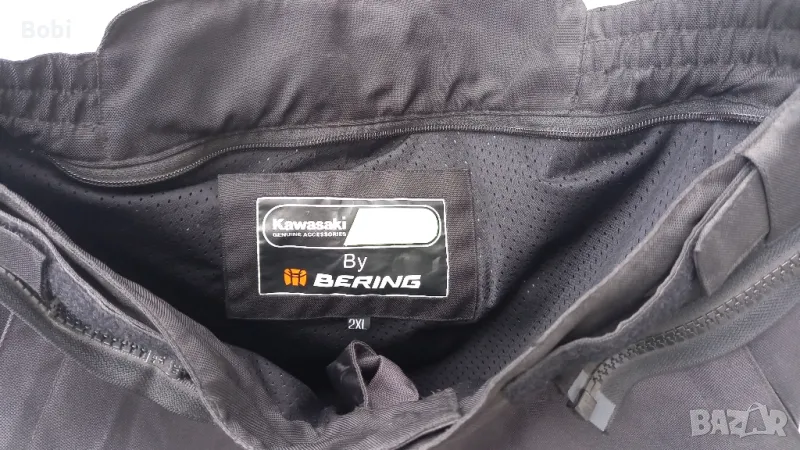 Bobi
Kawasaki
GENUINE ACCESSORIES
By
BERING
2XL
BAZAR